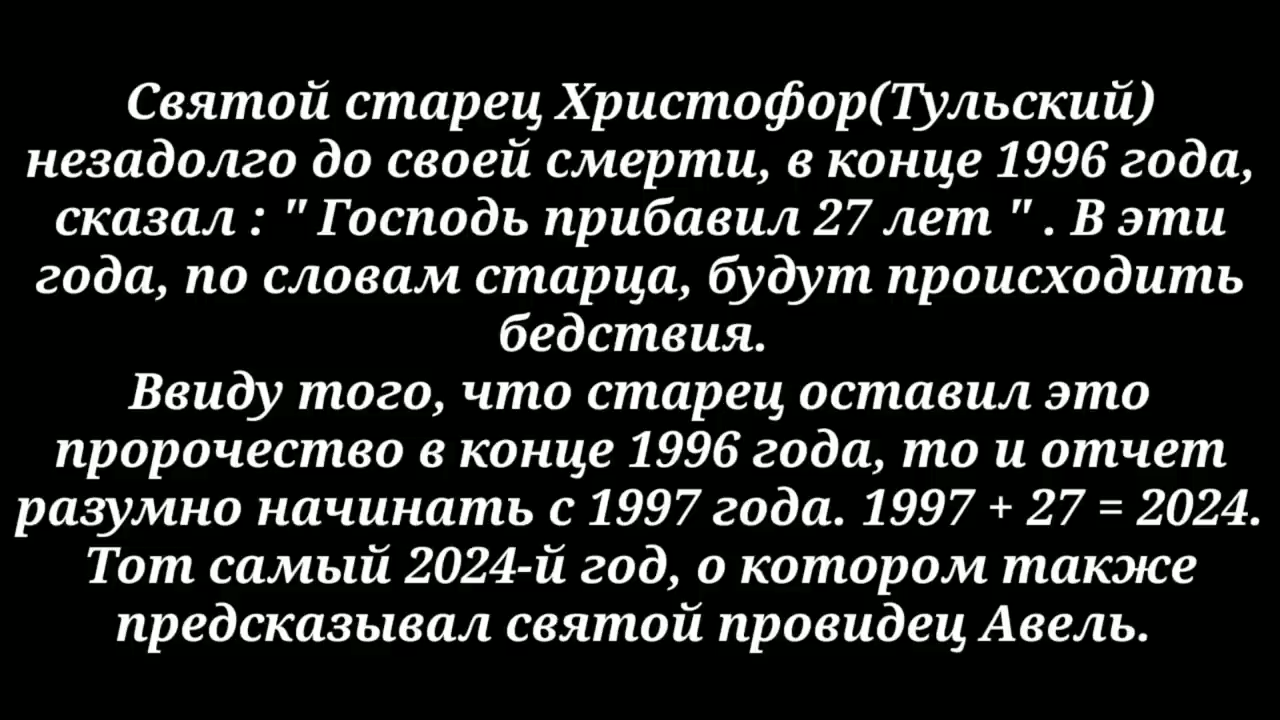 Святой старец Христофор(Тульский)
незадолго до своей смерти, в конце 1996 года,
сказал : " Господь прибавил 27 лет " . В эти
года, по словам старца, будут происходить
бедствия.
Ввиду того, что старец оставил это
пророчество в конце 1996 года, то и отчет
разумно начинать с 1997 года. 1997 + 27 = 2024.
Тот самый 2024-й год, о котором также
предсказывал святой провидец Авель.